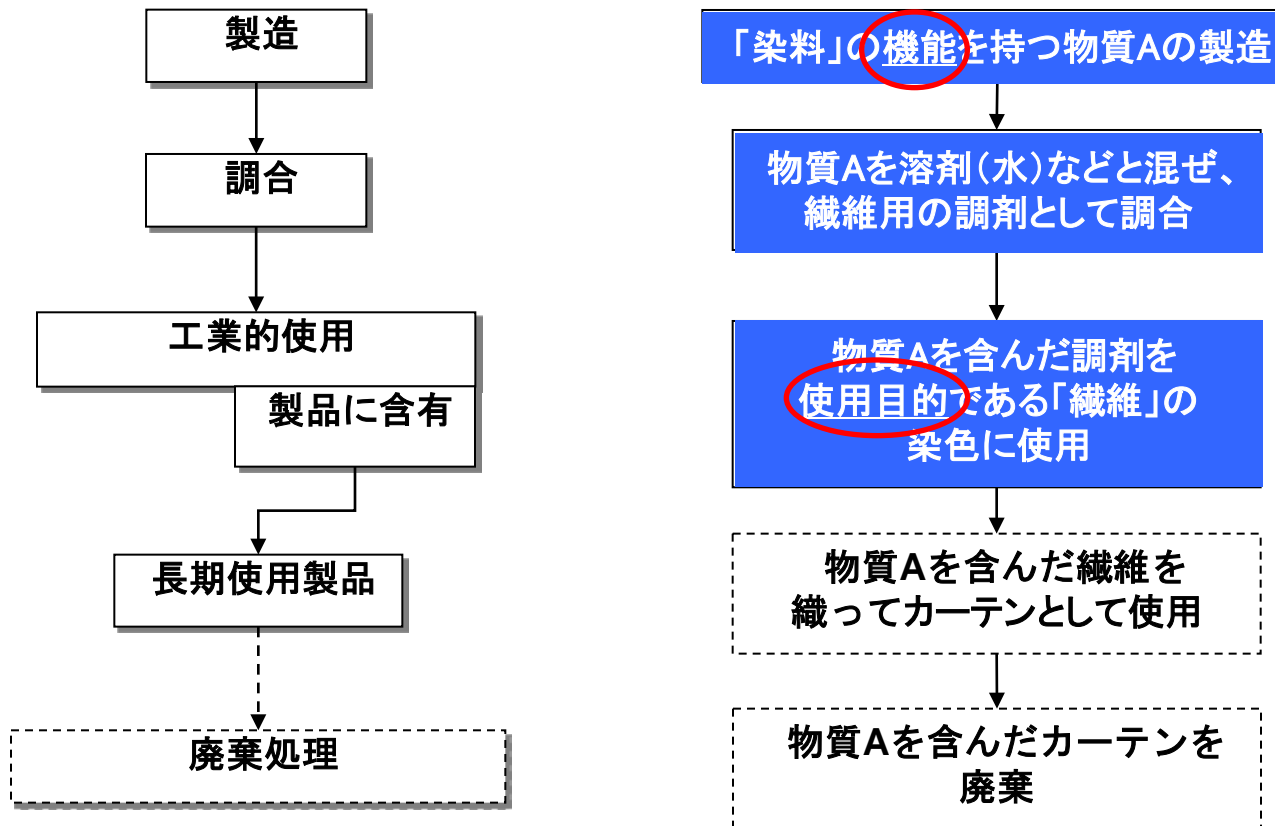 製造
調合
工業的使用
製品に含有
長期使用製品
廃棄処理
「染料」の機能を持つ物質Aの製造
物質Aを溶剤(水)などと混ぜ、
繊維用の調剤として調合
物質Aを含んだ調剤を
使用目的である「繊維」の
染色に使用
物質Aを含んだ繊維を
織ってカーテンとして使用
物質Aを含んだカーテンを
廃棄